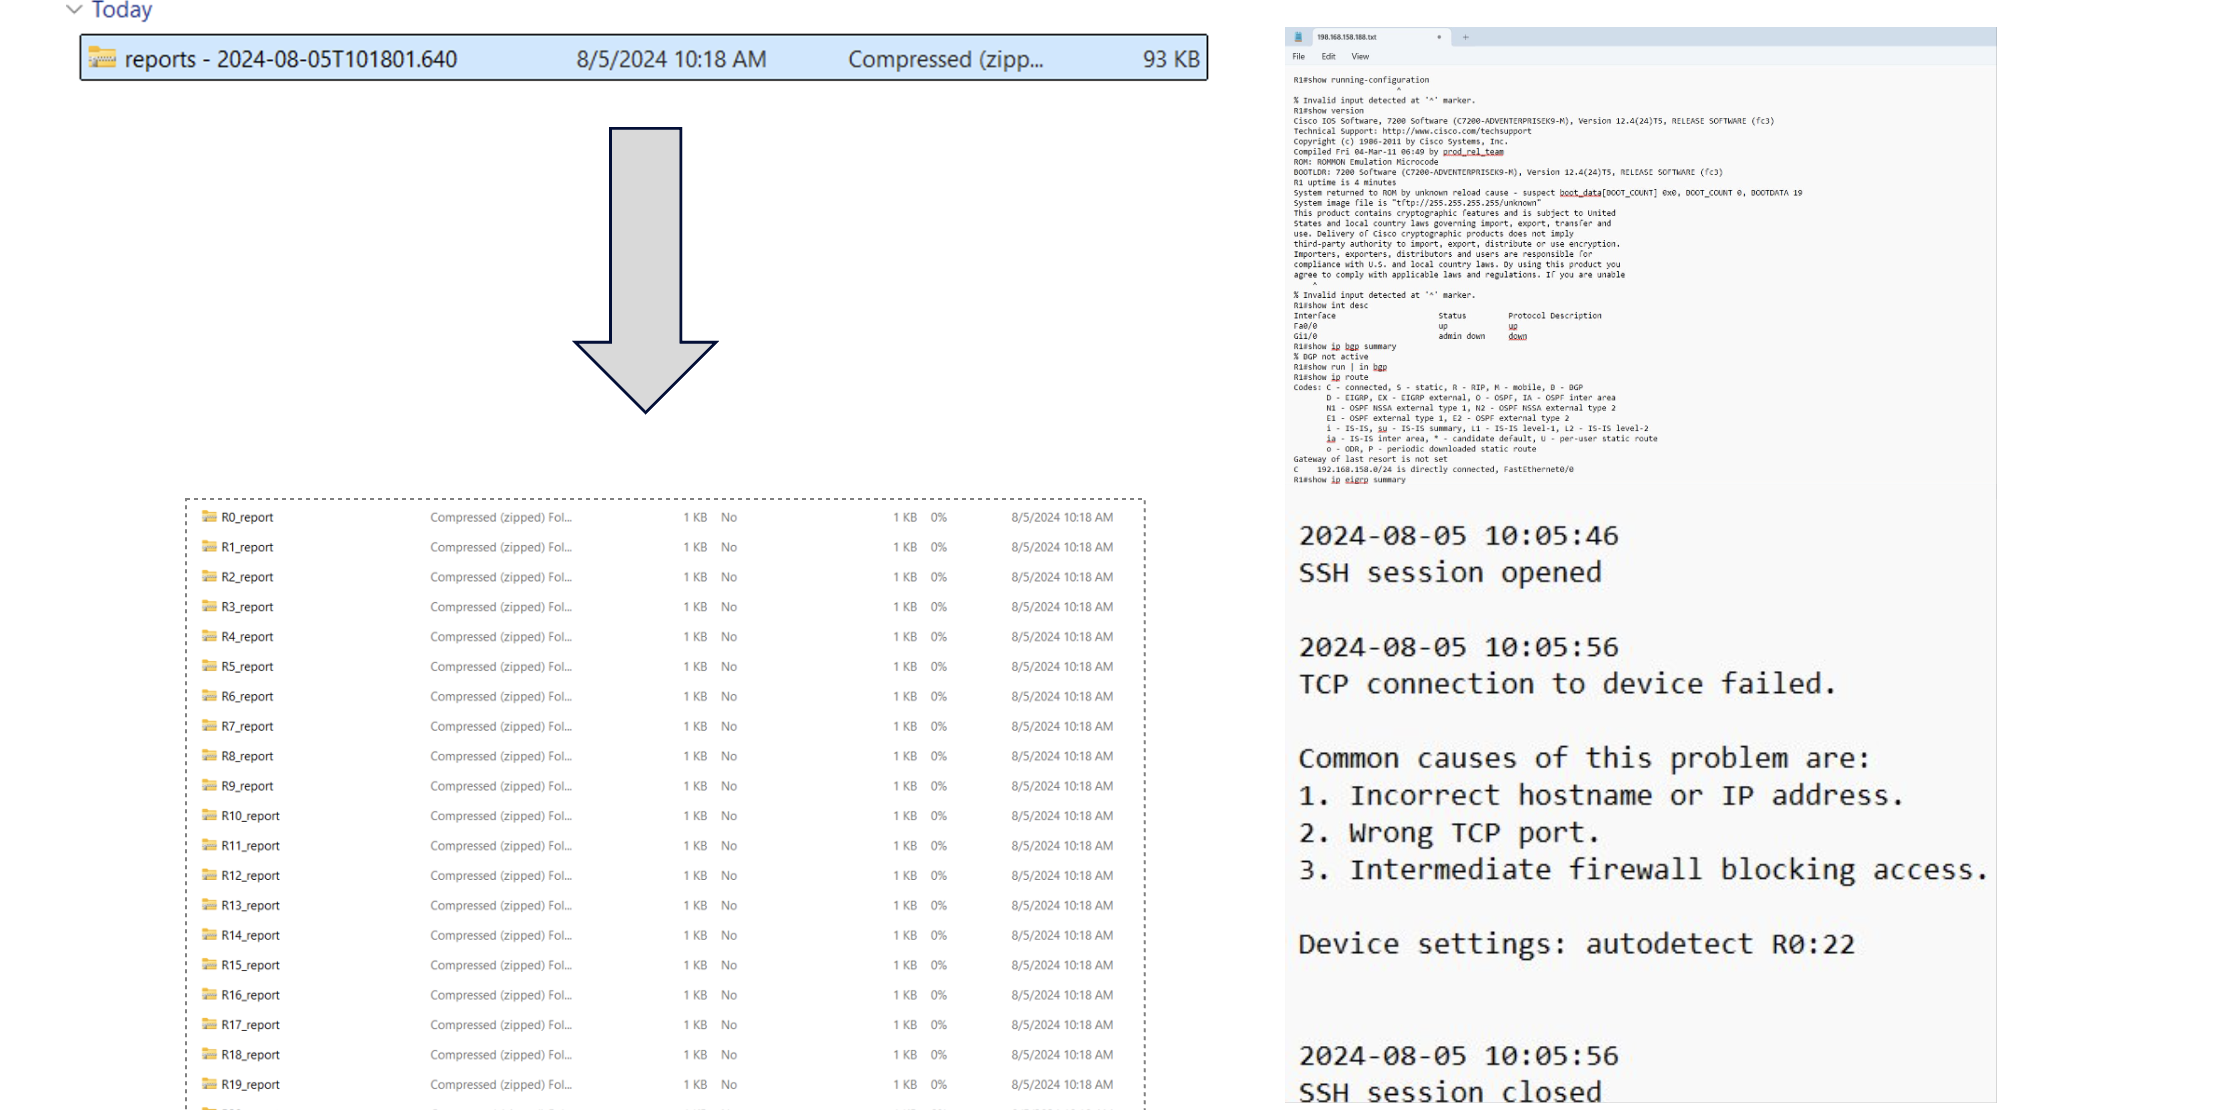 Today
reports - 2024-08-05T101801.640 8/5/2024 10:18 AM Compressed (zipp... 93 KB
R0_report Compressed (zipped) Fol... 1 KB No 1 KB 0% 8/5/2024 10:18 AM
R1_report Compressed (zipped) Fol... 1 KB No 1 KB 0% 8/5/2024 10:18 AM
R2_report Compressed (zipped) Fol... 1 KB No 1 KB 0% 8/5/2024 10:18 AM
R3_report Compressed (zipped) Fol... 1 KB No 1 KB 0% 8/5/2024 10:18 AM
R4_report Compressed (zipped) Fol... 1 KB No 1 KB 0% 8/5/2024 10:18 AM
R5_report Compressed (zipped) Fol... 1 KB No 1 KB 0% 8/5/2024 10:18 AM
R6_report Compressed (zipped) Fol... 1 KB No 1 KB 0% 8/5/2024 10:18 AM
R7_report Compressed (zipped) Fol... 1 KB No 1 KB 0% 8/5/2024 10:18 AM
R8_report Compressed (zipped) Fol... 1 KB No 1 KB 0% 8/5/2024 10:18 AM
R9_report Compressed (zipped) Fol... 1 KB No 1 KB 0% 8/5/2024 10:18 AM
R10_report Compressed (zipped) Fol... 1 KB No 1 KB 0% 8/5/2024 10:18 AM
R11_report Compressed (zipped) Fol... 1 KB No 1 KB 0% 8/5/2024 10:18 AM
R12_report Compressed (zipped) Fol... 1 KB No 1 KB 0% 8/5/2024 10:18 AM
R13_report Compressed (zipped) Fol... 1 KB No 1 KB 0% 8/5/2024 10:18 AM
R14_report Compressed (zipped) Fol... 1 KB No 1 KB 0% 8/5/2024 10:18 AM
R15_report Compressed (zipped) Fol... 1 KB No 1 KB 0% 8/5/2024 10:18 AM
R16_report Compressed (zipped) Fol... 1 KB No 1 KB 0% 8/5/2024 10:18 AM
R17_report Compressed (zipped) Fol... 1 KB No 1 KB 0% 8/5/2024 10:18 AM
R18_report Compressed (zipped) Fol... 1 KB No 1 KB 0% 8/5/2024 10:18 AM
R19_report Compressed (zipped) Fol... 1 KB No 1 KB 0% 8/5/2024 10:18 AM
198.168.158.188.txt
File Edit View
R1#show running-configuration
^
% Invalid input detected at '^' marker.
R1#show version
Cisco IOS Software, 7200 Software (C7200-ADVENTERPRISEK9-M), Version 12.4(24)T5, RELEASE SOFTWARE (fc3)
Technical Support: http://www.cisco.com/techsupport
Copyright (c) 1986-2011 by Cisco Systems, Inc.
Compiled Fri 04-Mar-11 06:49 by prod_rel_team
ROM: ROMMON Emulation Microcode
BOOTLDR: 7200 Software (C7200-ADVENTERPRISEK9-M), Version 12.4(24)T5, RELEASE SOFTWARE (fc3)
R1 uptime is 4 minutes
System returned to ROM by unknown reload cause - suspect boot_data[BOOT_COUNT] 0x0, BOOT_COUNT 0, BOOTDATA 19
System image file is "tftp://255.255.255.255/unknown"
This product contains cryptographic features and is subject to United
States and local country laws governing import, export, transfer and
use. Delivery of Cisco cryptographic products does not imply
third-party authority to import, export, distribute or use encryption.
Importers, exporters, distributors and users are responsible for
compliance with U.S. and local country laws. By using this product you
agree to comply with applicable laws and regulations. If you are unable
^
% Invalid input detected at '^' marker.
R1#show int desc
Interface Status Protocol Description
Fa0/0 up up
Gi1/0 admin down down
R1#show ip bgp summary
% BGP not active
R1#show run | in bgp
R1#show ip route
Codes: C - connected, S - static, R - RIP, M - mobile, B - BGP
D - EIGRP, EX - EIGRP external, O - OSPF, IA - OSPF inter area
N1 - OSPF NSSA external type 1, N2 - OSPF NSSA external type 2
E1 - OSPF external type 1, E2 - OSPF external type 2
i - IS-IS, su - IS-IS summary, L1 - IS-IS level-1, L2 - IS-IS level-2
ia - IS-IS inter area, * - candidate default, U - per-user static route
o - ODR, P - periodic downloaded static route
Gateway of last resort is not set
C 192.168.158.0/24 is directly connected, FastEthernet0/0
R1#show ip eigrp summary
2024-08-05 10:05:46
SSH session opened
2024-08-05 10:05:56
TCP connection to device failed.
Common causes of this problem are:
1. Incorrect hostname or IP address.
2. Wrong TCP port.
3. Intermediate firewall blocking access.
Device settings: autodetect R0:22
2024-08-05 10:05:56
SSH session closed